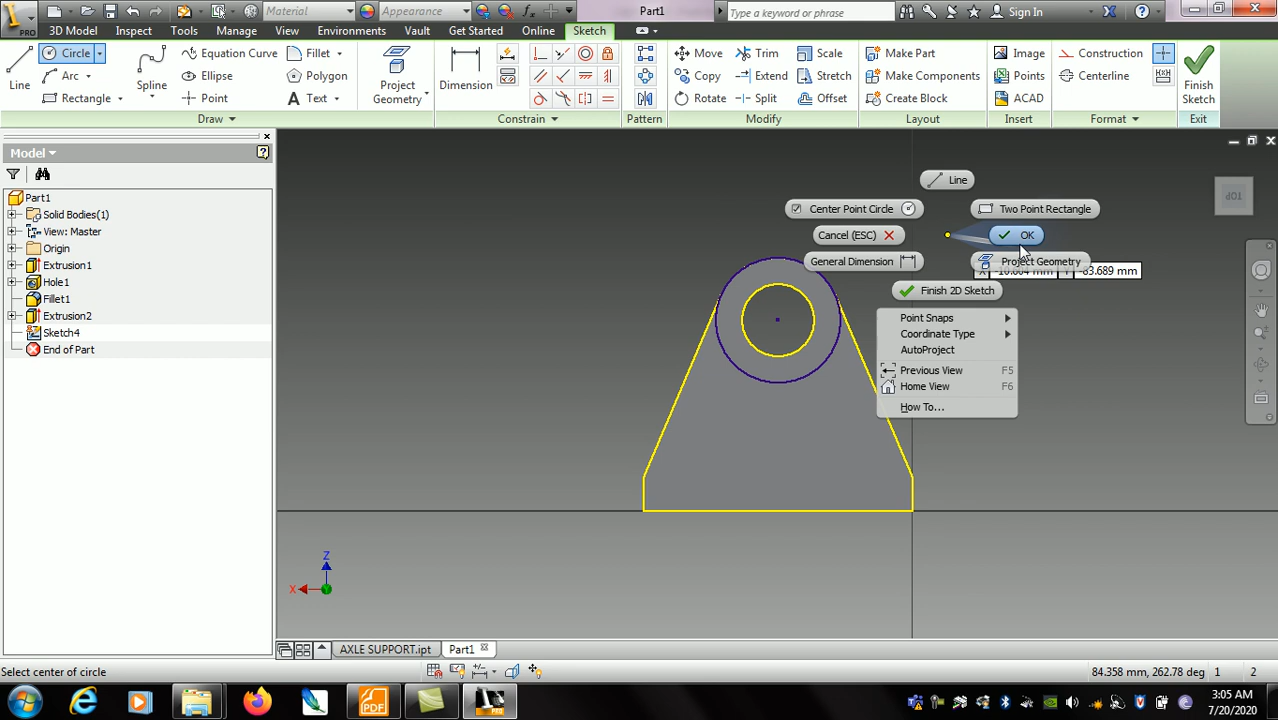 PRO
Material
Appearance
Part1
Type a keyword or phrase
Sign In
3D Model
Inspect
Tools
Manage
View
Environments
Vault
Get Started
Online
Sketch
Line
Circle
Arc
Rectangle
Spline
Equation Curve
Ellipse
Point
Fillet
Polygon
Text
Draw
Project Geometry
Dimension
Constrain
Pattern
Move
Copy
Rotate
Trim
Extend
Split
Scale
Stretch
Offset
Modify
Make Part
Make Components
Create Block
Layout
Image
Points
ACAD
Insert
Construction
Centerline
Format
Finish Sketch
Exit
Model
Part1
Solid Bodies(1)
View: Master
Origin
Extrusion1
Hole1
Fillet1
Extrusion2
Sketch4
End of Part
Line
Center Point Circle
Two Point Rectangle
Cancel (ESC)
OK
General Dimension
Project Geometry
-83.689 mm
Finish 2D Sketch
Point Snaps
Coordinate Type
AutoProject
Previous View F5
Home View F6
How To...
TOP
Z
X
AXLE SUPPORT.ipt
Part1
Select center of circle
84.358 mm, 262.78 deg 1 2
PDF
PRO
3:05 AM
7/20/2020